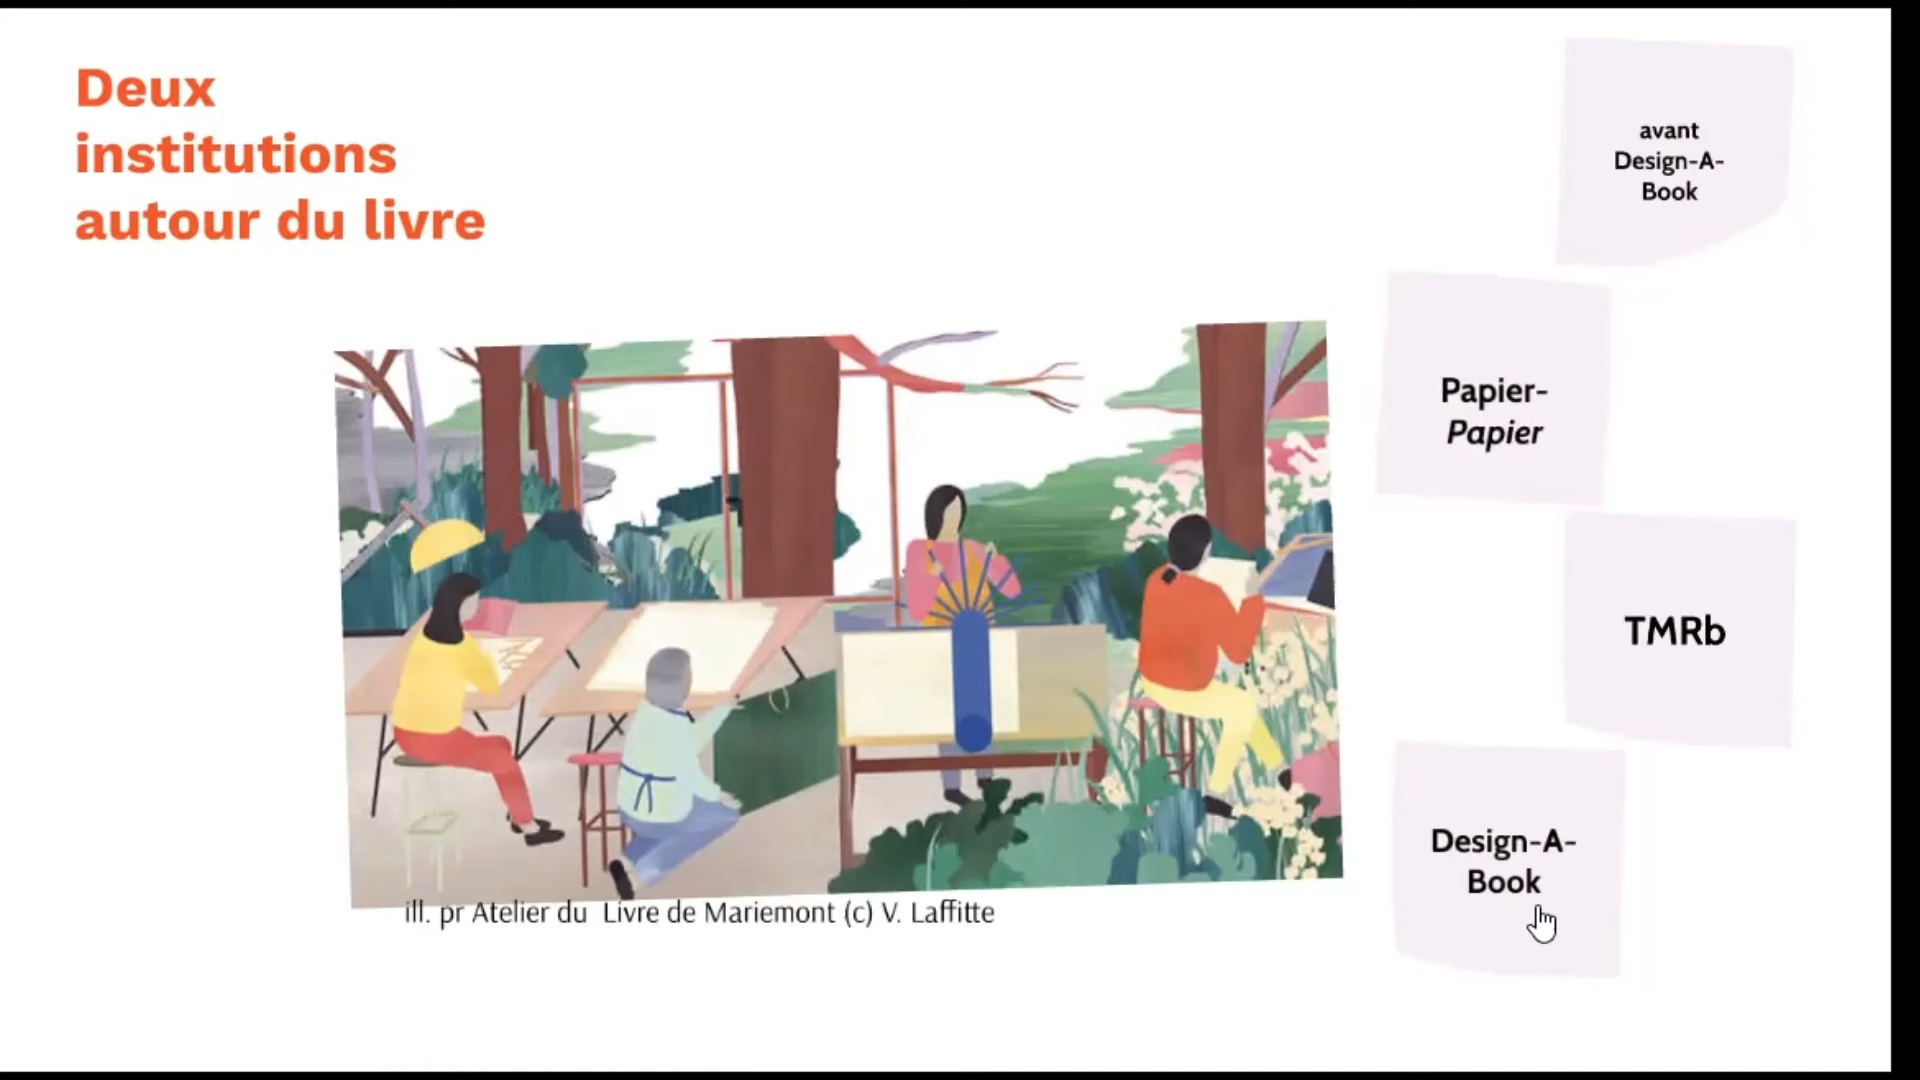 Deux
institutions
autour du livre
avant
Design-A-
Book
Papier-
Papier
TMRb
Design-A-
Book
ill. pr Atelier du  Livre de Mariemont (c) V. Laffitte